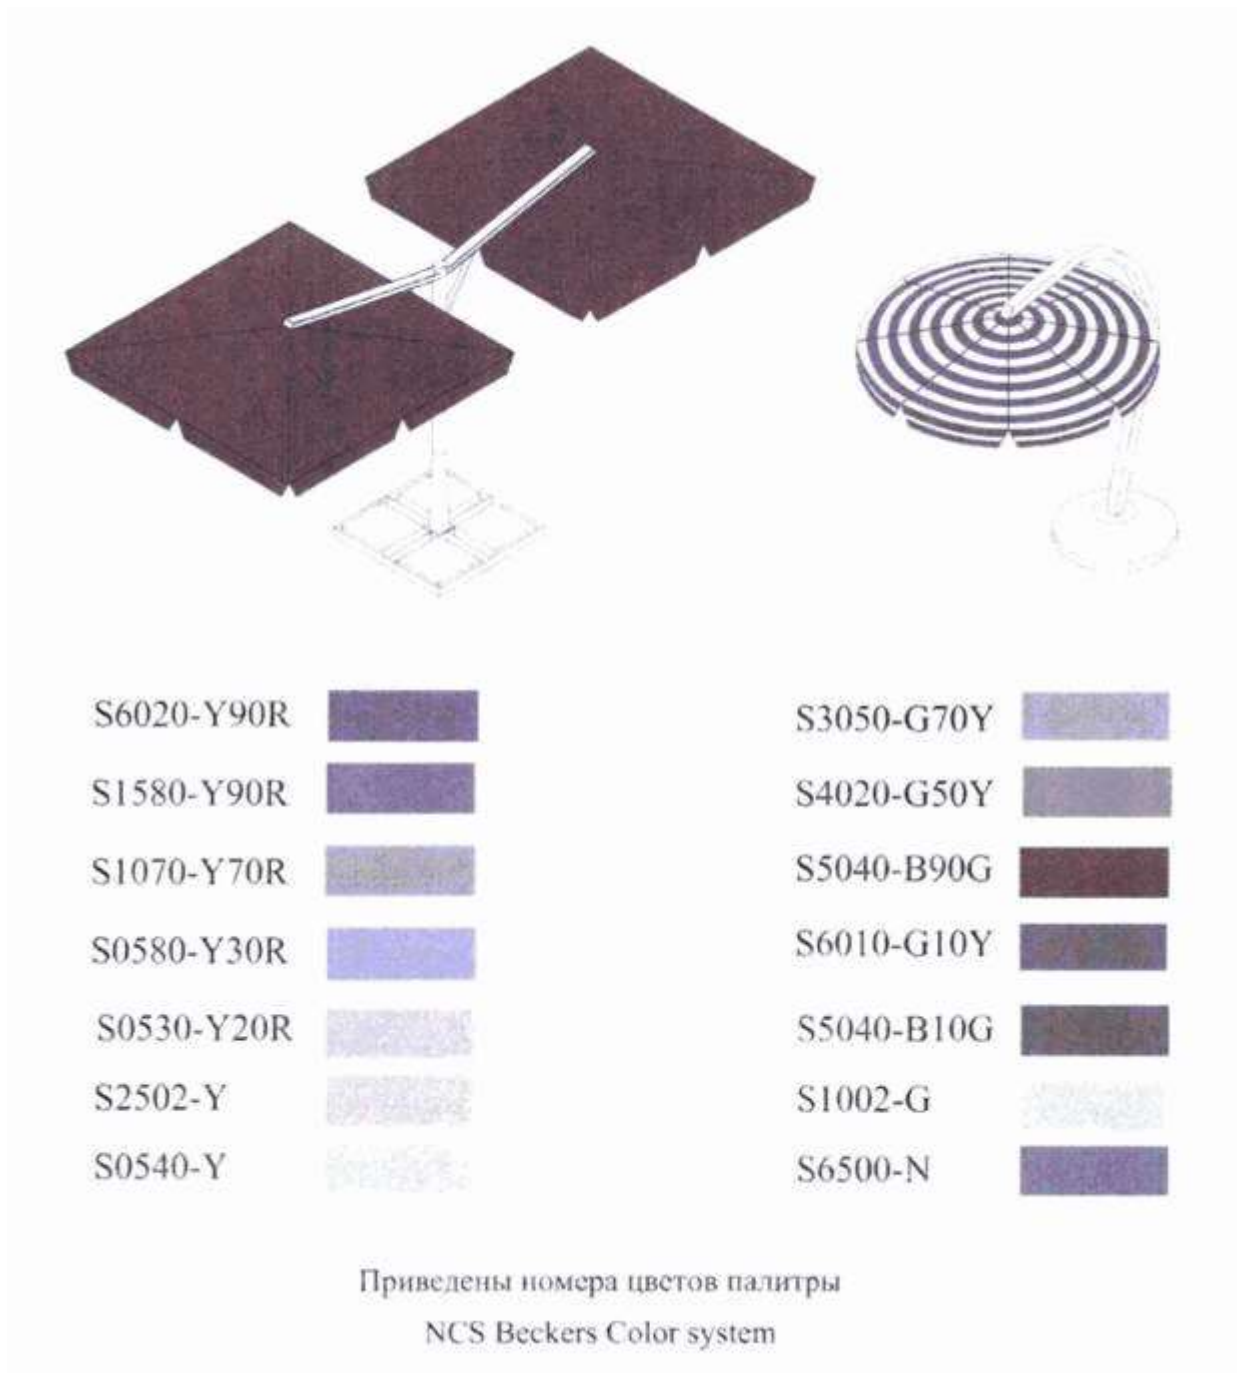 S6020-Y90R
S1580-Y90R
S1070-Y70R
S0580-Y30R
S0530-Y20R
S2502-Y
S0540-Y
S3050-G70Y
S4020-G50Y
S5040-B90G
S6010-G10Y
S5040-B10G
S1002-G
S6500-N
Приведены номера цветов палитры
NCS Beckers Color system